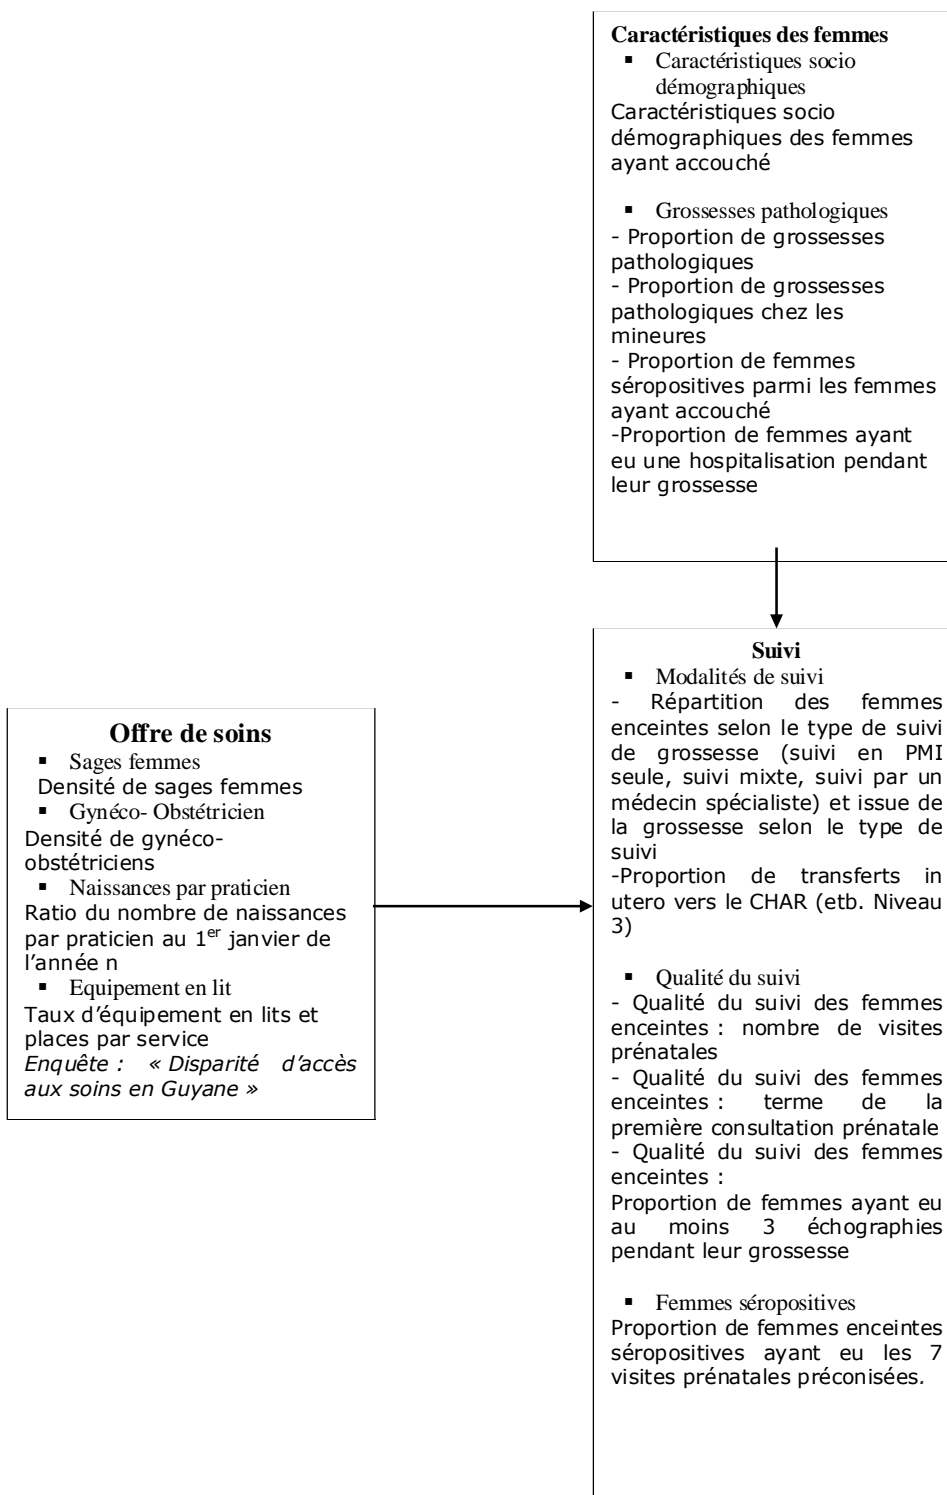 Caractéristiques des femmes
▪ Caractéristiques socio
démographiques
Caractéristiques socio
démographiques des femmes
ayant accouché
▪ Grossesses pathologiques
- Proportion de grossesses
pathologiques
- Proportion de grossesses
pathologiques chez les
mineures
- Proportion de femmes
séropositives parmi les femmes
ayant accouché
-Proportion de femmes ayant
eu une hospitalisation pendant
leur grossesse
Offre de soins
▪ Sages femmes
Densité de sages femmes
▪ Gynéco- Obstétricien
Densité de gynéco-
obstétriciens
▪ Naissances par praticien
Ratio du nombre de naissances
par praticien au 1er janvier de
l’année n
▪ Equipement en lit
Taux d’équipement en lits et
places par service
Enquête : « Disparité d’accès
aux soins en Guyane »
Suivi
▪ Modalités de suivi
- Répartition des femmes
enceintes selon le type de suivi
de grossesse (suivi en PMI
seule, suivi mixte, suivi par un
médecin spécialiste) et issue de
la grossesse selon le type de
suivi
-Proportion de transferts in
utero vers le CHAR (etb. Niveau
3)
▪ Qualité du suivi
- Qualité du suivi des femmes
enceintes : nombre de visites
prénatales
- Qualité du suivi des femmes
enceintes : terme de la
première consultation prénatale
- Qualité du suivi des femmes
enceintes :
Proportion de femmes ayant eu
au moins 3 échographies
pendant leur grossesse
▪ Femmes séropositives
Proportion de femmes enceintes
séropositives ayant eu les 7
visites prénatales préconisées.